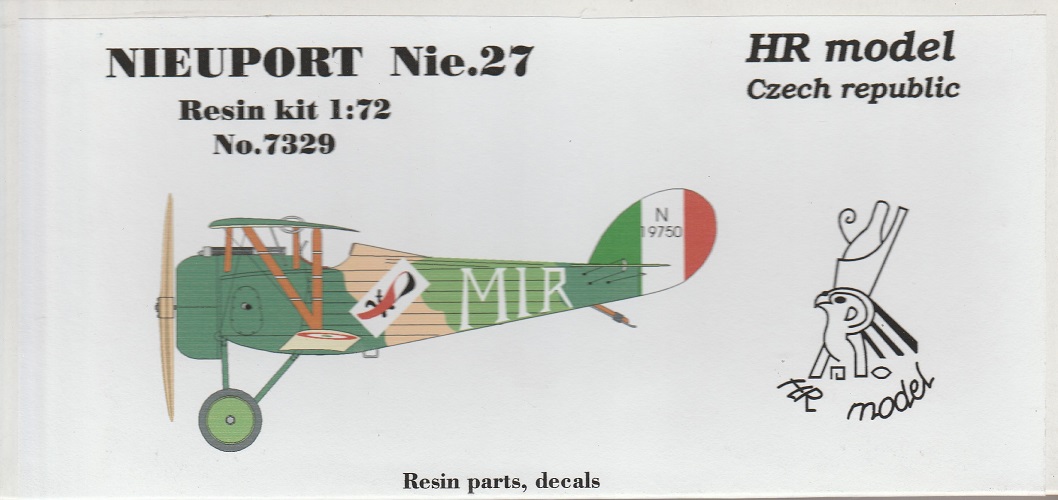 NIEUPORT Nie.27
Resin kit 1:72
No.7329
HR model
Czech republic
N
19750
MIR
HR
model
Resin parts, decals